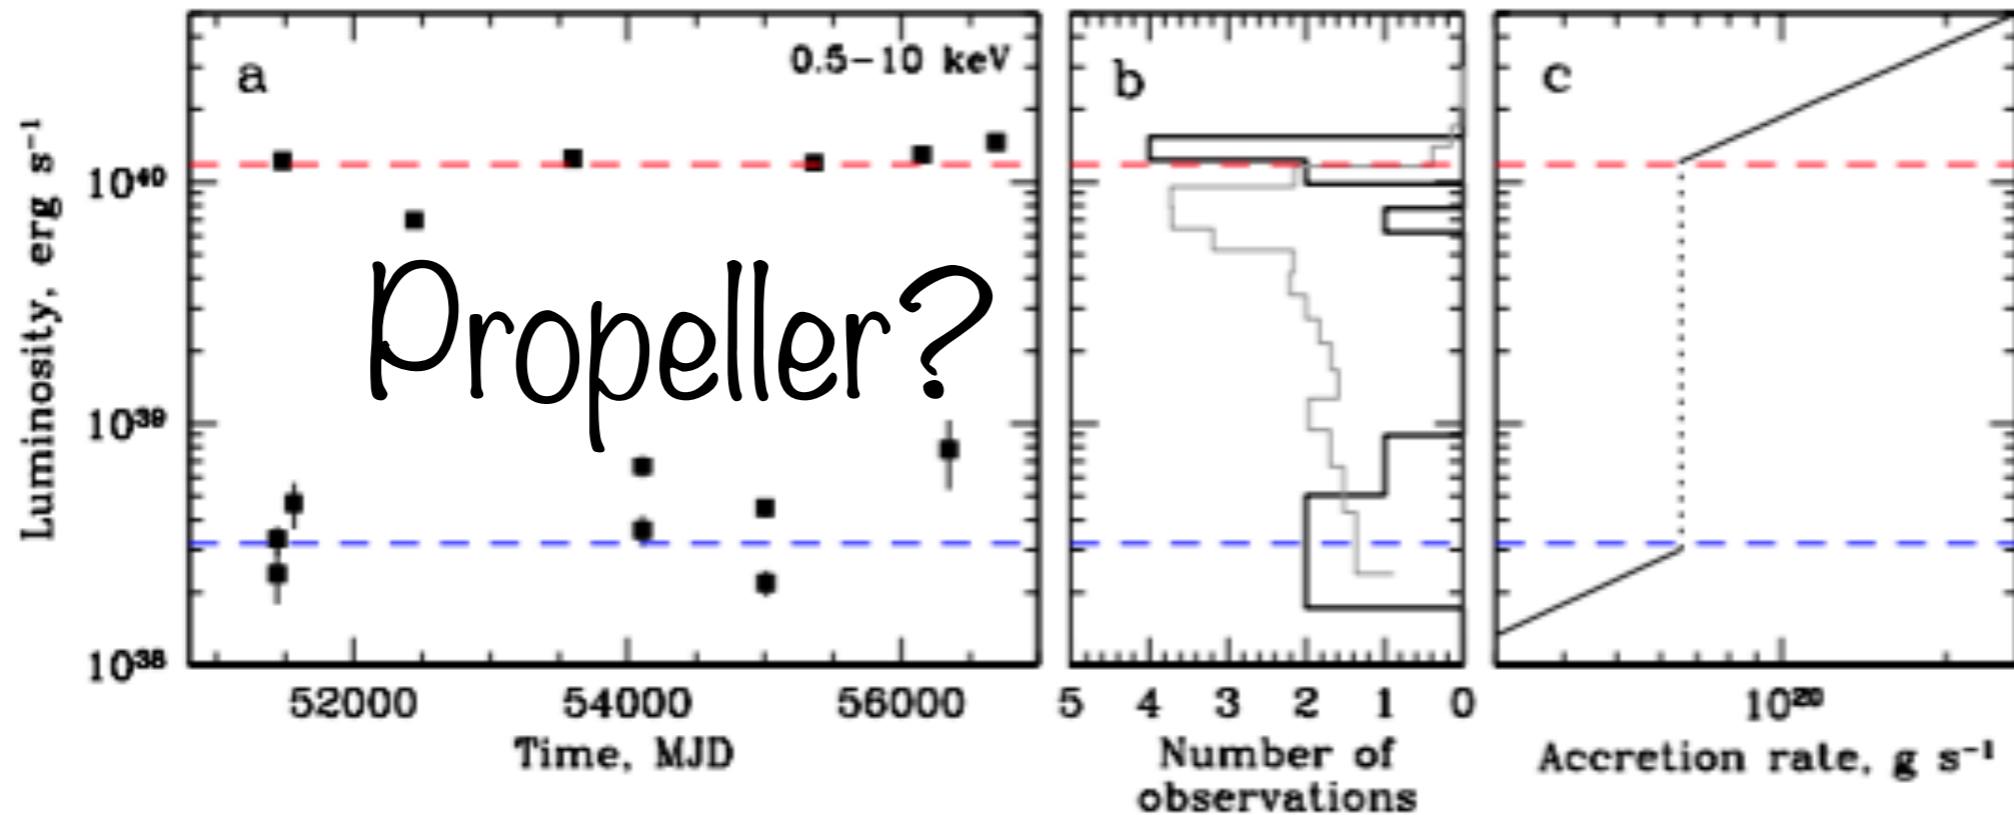 a
0.5–10 keV
b
c
Luminosity, erg s⁻¹
10⁴⁰
10³⁹
10³⁸
Propeller?
52000 54000 56000
Time, MJD
5 4 3 2 1 0
Number of
observations
10²⁰
Accretion rate, g s⁻¹